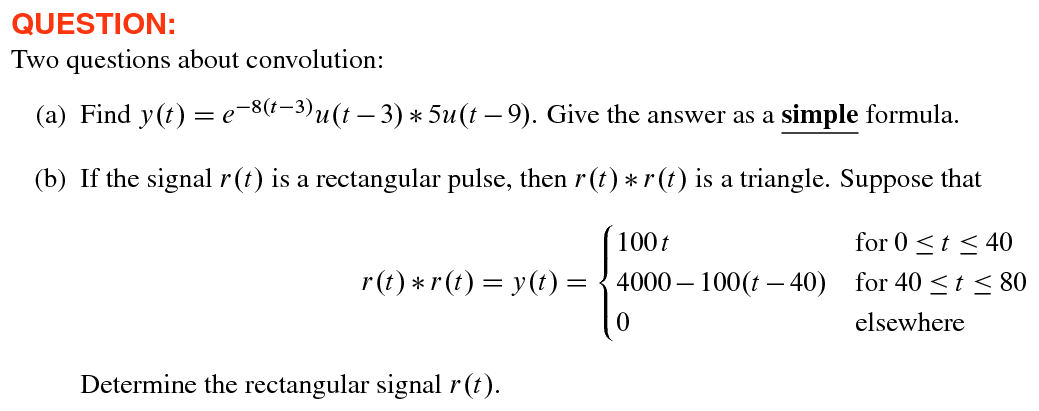 QUESTION:
Two questions about convolution:
(a) Find y(t) = e^{−8(t−3)}u(t − 3) ∗ 5u(t − 9). Give the answer as a simple formula.
(b) If the signal r(t) is a rectangular pulse, then r(t) ∗ r(t) is a triangle. Suppose that
100t for 0 ≤ t ≤ 40
r(t) ∗ r(t) = y(t) = { 4000 − 100(t − 40) for 40 ≤ t ≤ 80
0 elsewhere
Determine the rectangular signal r(t).